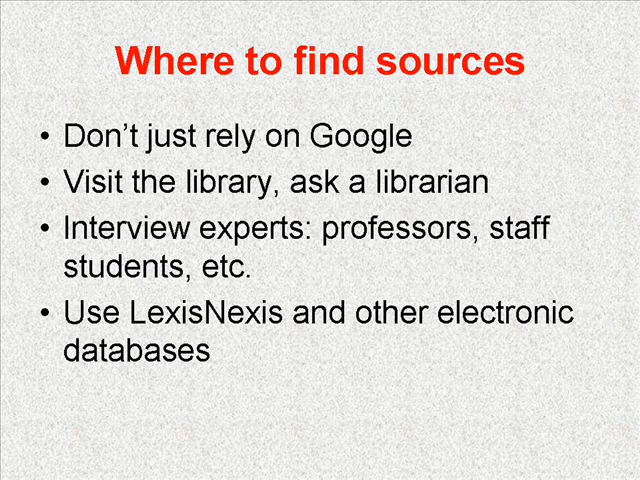 Where to find sources
• Don't just rely on Google
• Visit the library, ask a librarian
• Interview experts: professors, staff
students, etc.
• Use LexisNexis and other electronic
databases